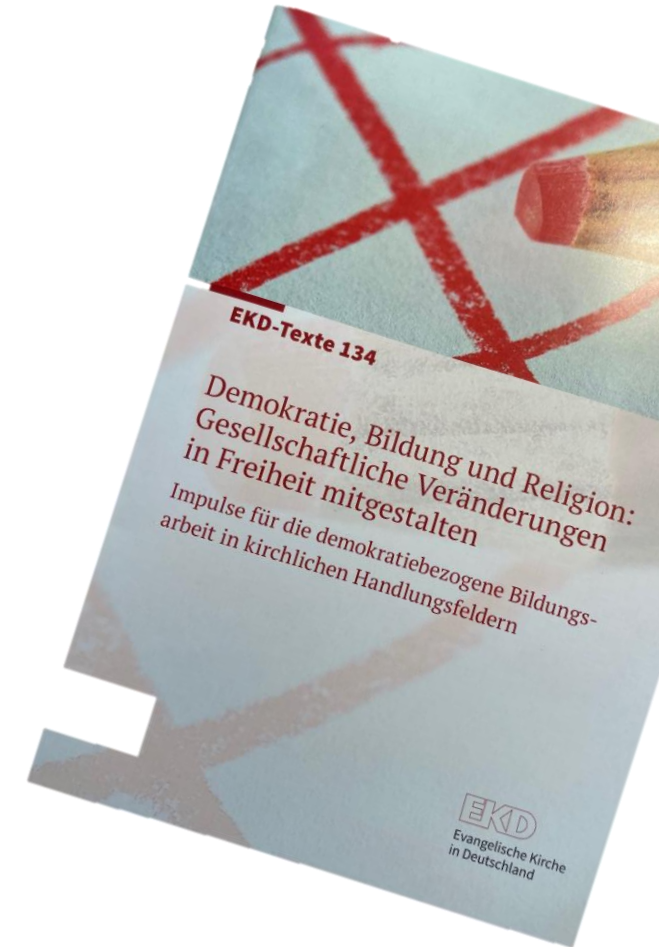 EKD-Texte 134
Demokratie, Bildung und Religion:
Gesellschaftliche Veränderungen
in Freiheit mitgestalten
Impulse für die demokratiebezogene Bildungs-
arbeit in kirchlichen Handlungsfeldern
EKD
Evangelische Kirche
in Deutschland